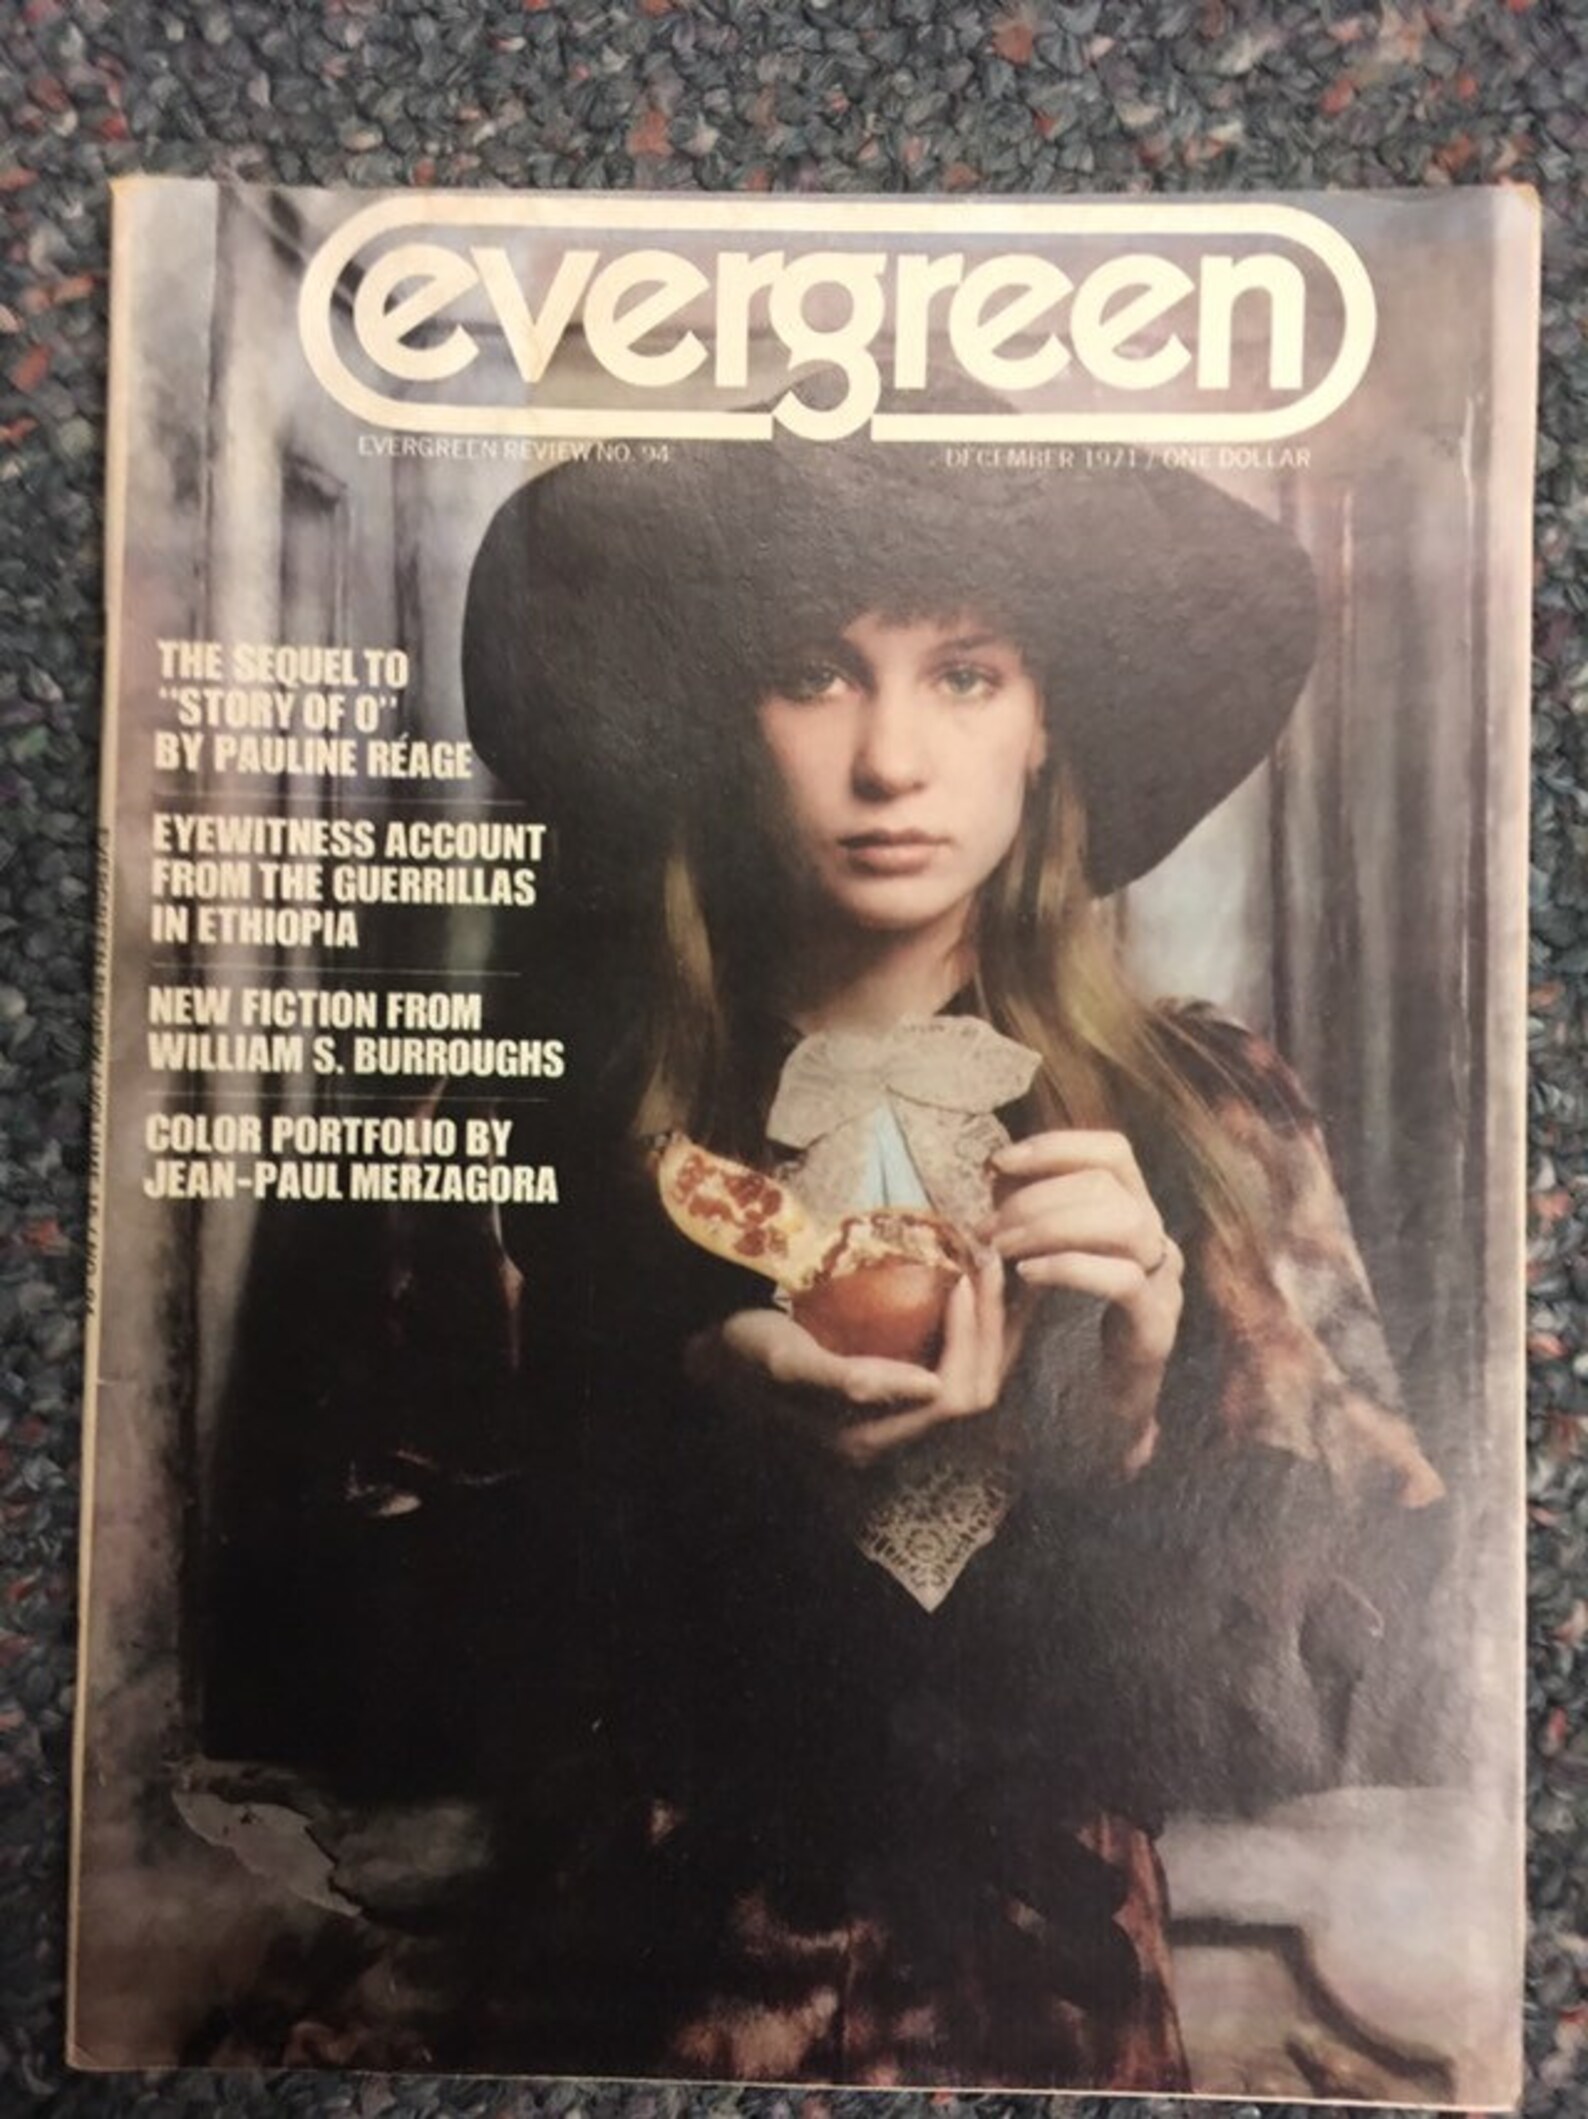 evergreen
EVERGREEN REVIEW NO. 94
DECEMBER 1971 / ONE DOLLAR
THE SEQUEL TO
"STORY OF O"
BY PAULINE RÉAGE
EYEWITNESS ACCOUNT
FROM THE GUERRILLAS
IN ETHIOPIA
NEW FICTION FROM
WILLIAM S. BURROUGHS
COLOR PORTFOLIO BY
JEAN-PAUL MERZAGORA